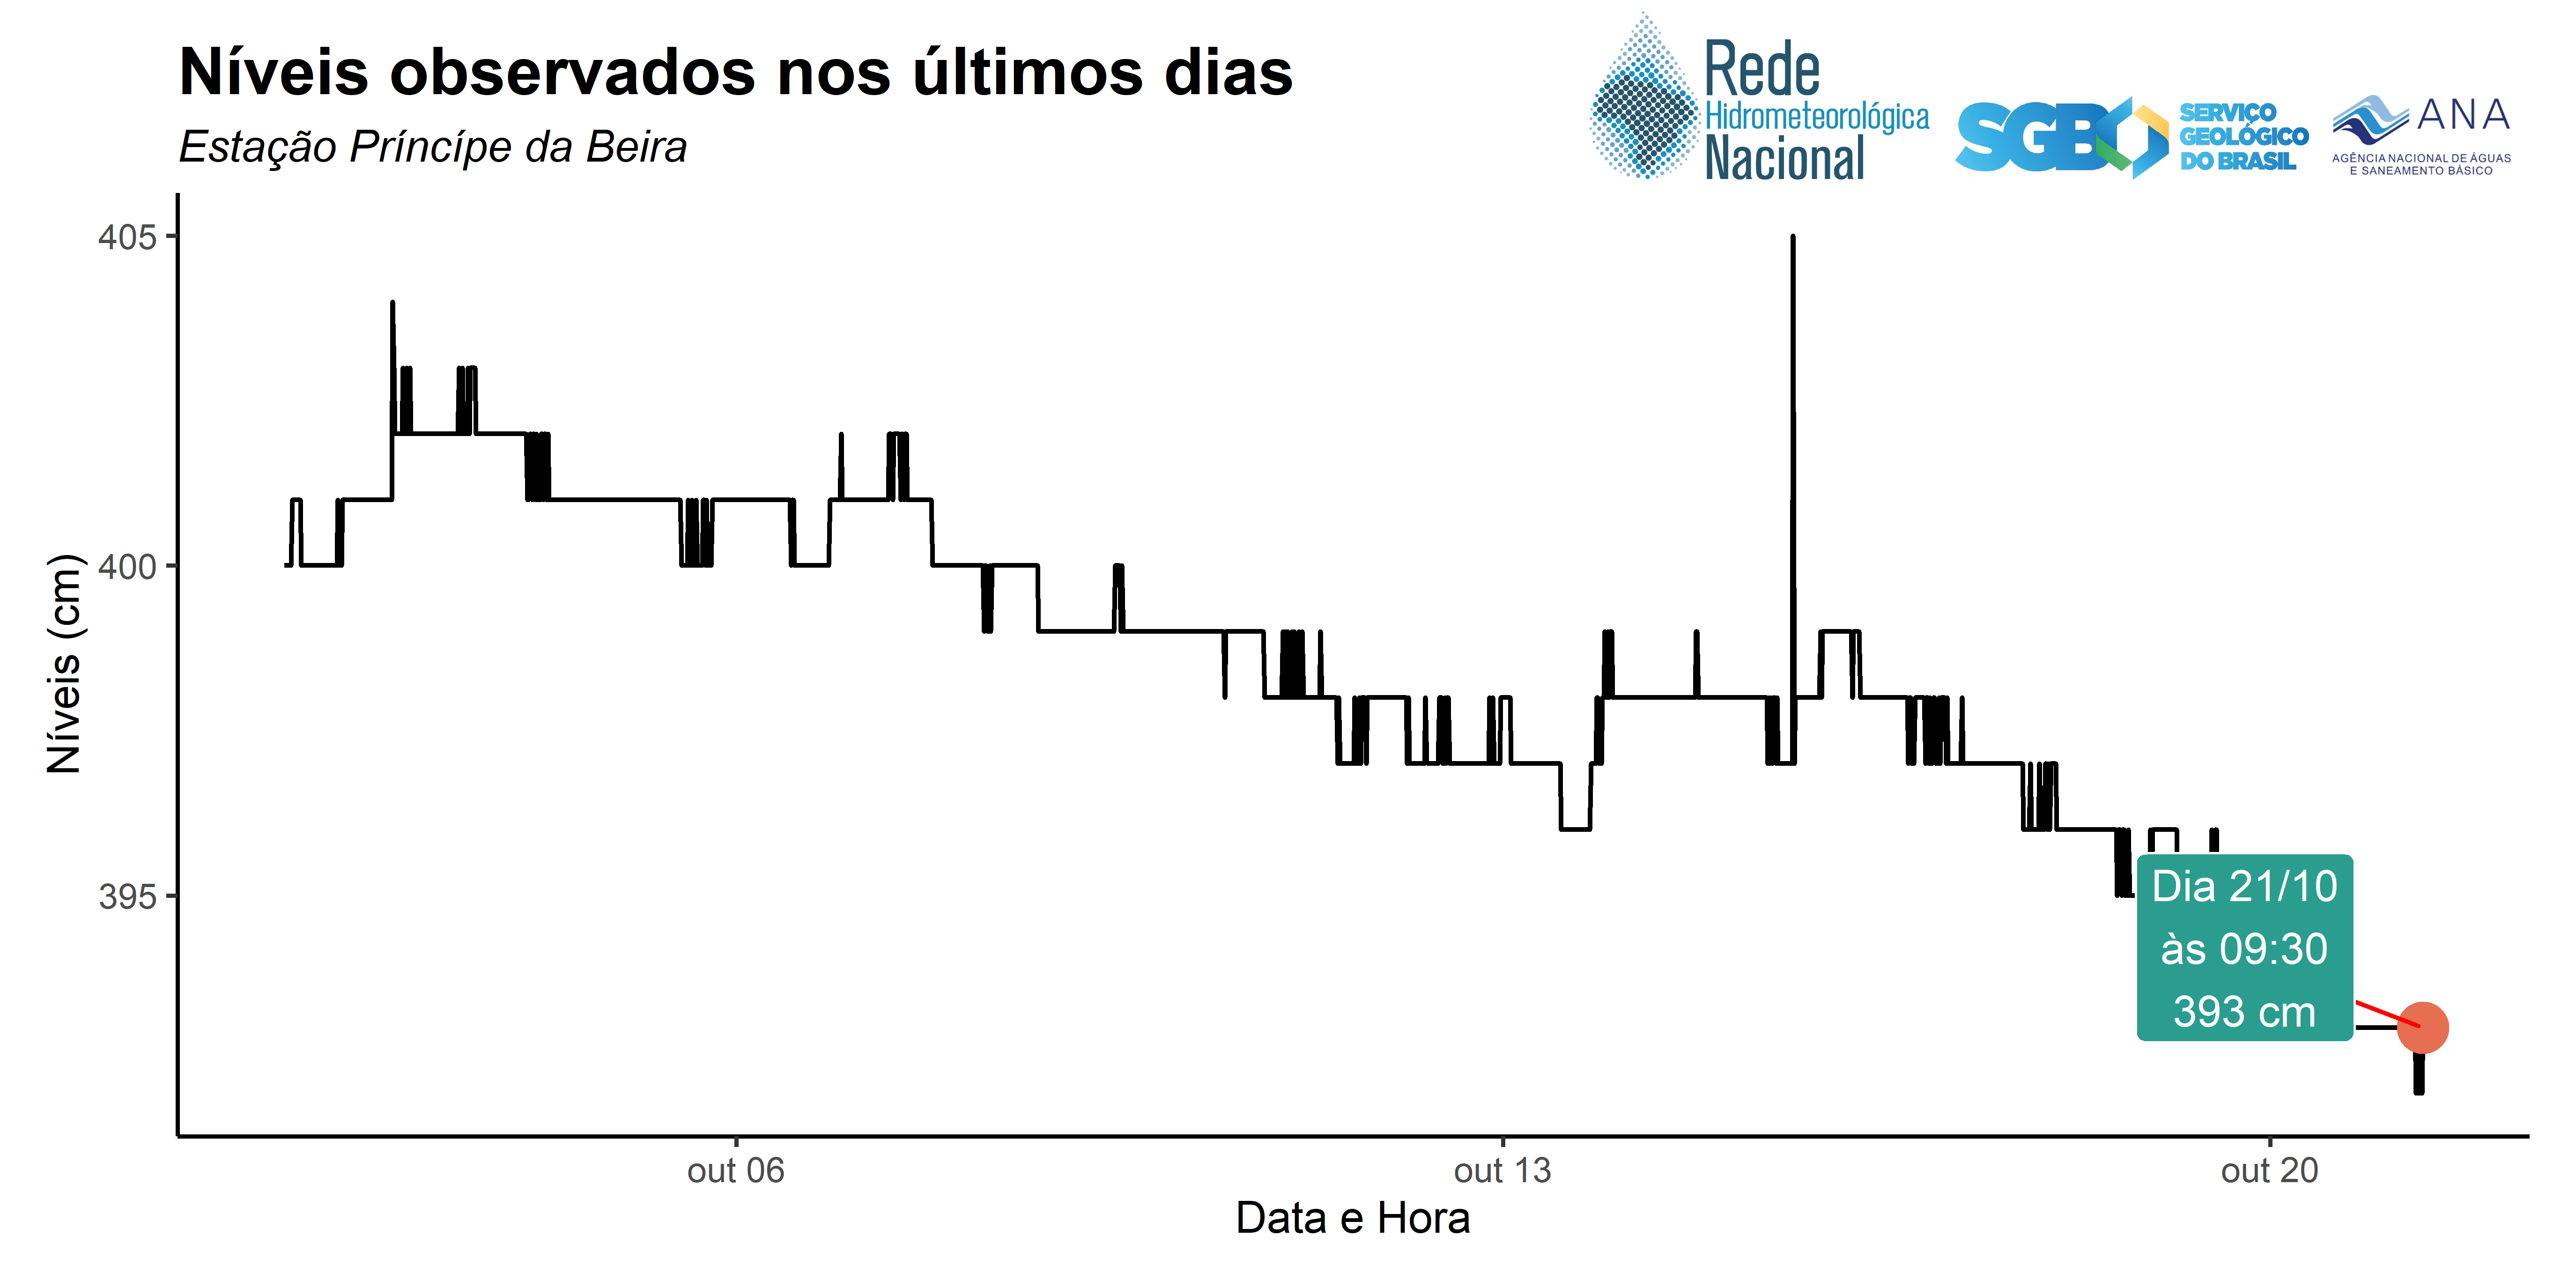 Níveis observados nos últimos dias
Estação Príncípe da Beira
Rede
Hidrometeorológica
Nacional
SGB
SERVIÇO
GEOLÓGICO
DO BRASIL
ANA
AGÊNCIA NACIONAL DE ÁGUAS
E SANEAMENTO BÁSICO
Níveis (cm)
405
400
395
Dia 21/10
às 09:30
393 cm
out 06
out 13
out 20
Data e Hora